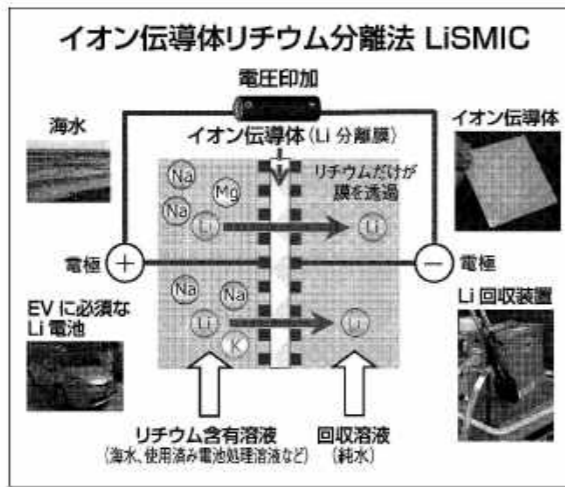 イオン伝導体リチウム分離法 LiSMIC
電圧印加
海水
イオン伝導体(Li 分離膜)
イオン伝導体
リチウムだけが
膜を透過
Na
Mg
Na
Li
Li
電極
+
−
電極
Na
Na
Li
Li
K
EVに必須な
Li 電池
Li 回収装置
リチウム含有溶液
(海水、使用済み電池処理溶液など)
回収溶液
(純水)